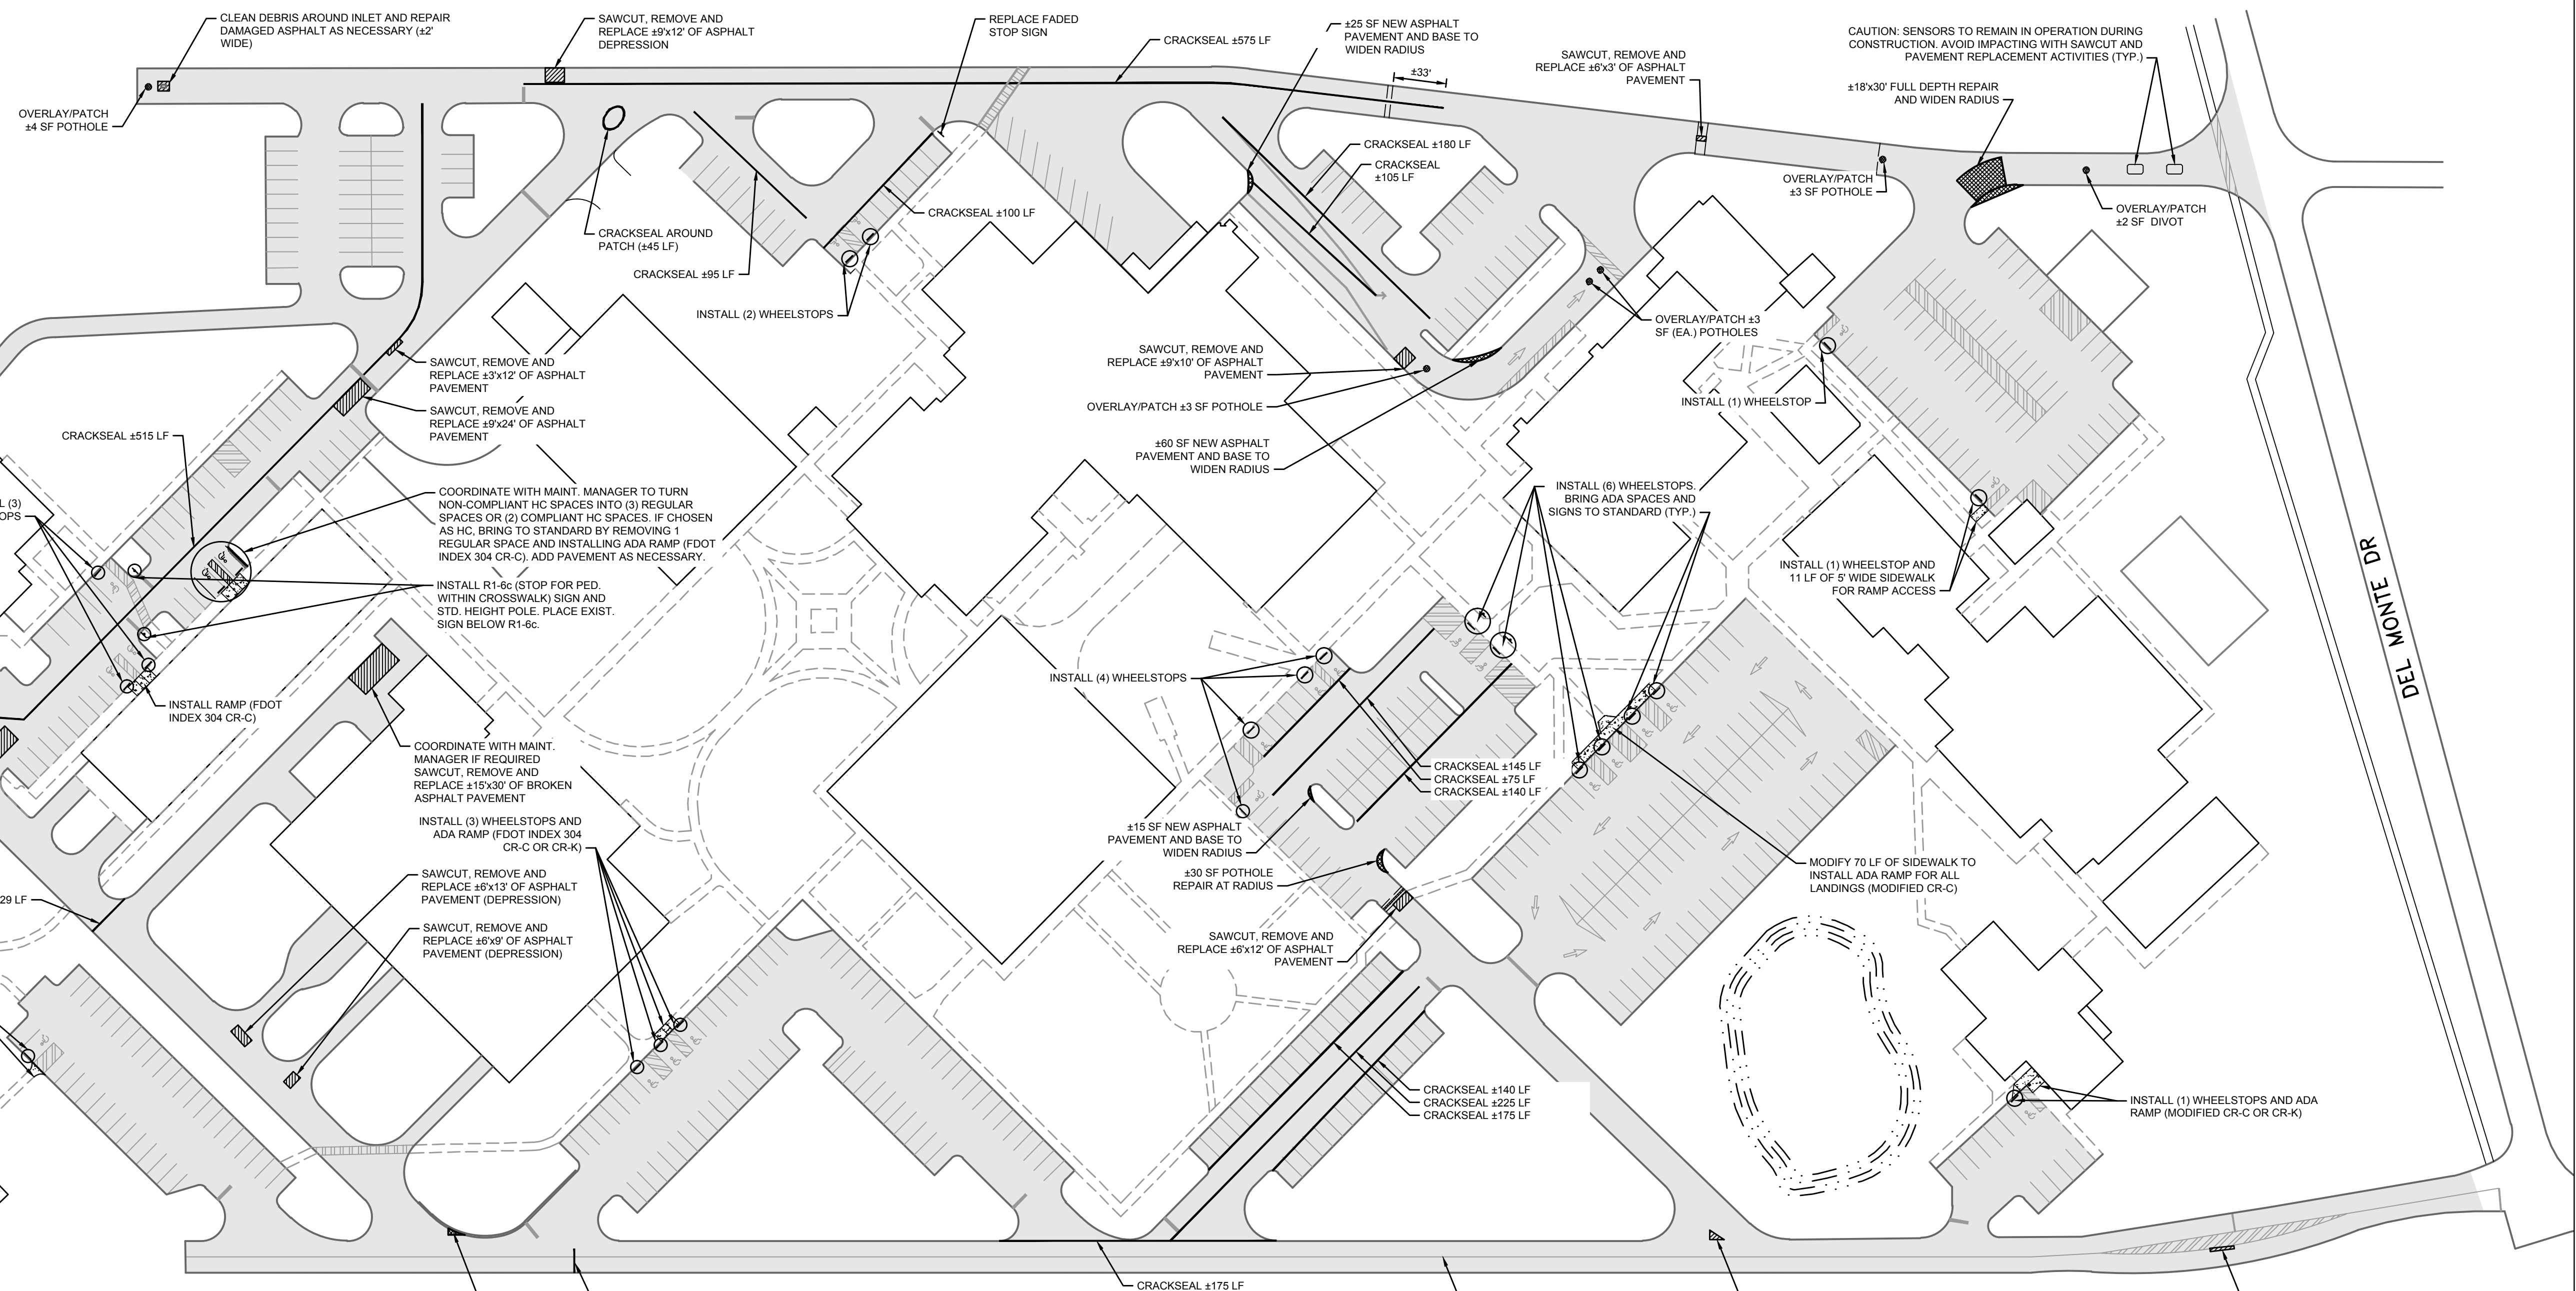 CLEAN DEBRIS AROUND INLET AND REPAIR
DAMAGED ASPHALT AS NECESSARY (±2'
WIDE)
SAWCUT, REMOVE AND
REPLACE ±9'x12' OF ASPHALT
DEPRESSION
REPLACE FADED
STOP SIGN
CRACKSEAL ±575 LF
±25 SF NEW ASPHALT
PAVEMENT AND BASE TO
WIDEN RADIUS
±33'
SAWCUT, REMOVE AND
REPLACE ±6'x3' OF ASPHALT
PAVEMENT
CAUTION: SENSORS TO REMAIN IN OPERATION DURING
CONSTRUCTION. AVOID IMPACTING WITH SAWCUT AND
PAVEMENT REPLACEMENT ACTIVITIES (TYP.)
±18'x30' FULL DEPTH REPAIR
AND WIDEN RADIUS
OVERLAY/PATCH
±4 SF POTHOLE
CRACKSEAL ±180 LF
CRACKSEAL
±105 LF
OVERLAY/PATCH
±3 SF POTHOLE
OVERLAY/PATCH
±2 SF DIVOT
CRACKSEAL ±100 LF
CRACKSEAL AROUND
PATCH (±45 LF)
CRACKSEAL ±95 LF
INSTALL (2) WHEELSTOPS
OVERLAY/PATCH ±3
SF (EA.) POTHOLES
SAWCUT, REMOVE AND
REPLACE ±9'x10' OF ASPHALT
PAVEMENT
SAWCUT, REMOVE AND
REPLACE ±3'x12' OF ASPHALT
PAVEMENT
SAWCUT, REMOVE AND
REPLACE ±9'x24' OF ASPHALT
PAVEMENT
OVERLAY/PATCH ±3 SF POTHOLE
INSTALL (1) WHEELSTOP
CRACKSEAL ±515 LF
±60 SF NEW ASPHALT
PAVEMENT AND BASE TO
WIDEN RADIUS
L (3)
OPS
COORDINATE WITH MAINT. MANAGER TO TURN
NON-COMPLIANT HC SPACES INTO (3) REGULAR
SPACES OR (2) COMPLIANT HC SPACES. IF CHOSEN
AS HC, BRING TO STANDARD BY REMOVING 1
REGULAR SPACE AND INSTALLING ADA RAMP (FDOT
INDEX 304 CR-C). ADD PAVEMENT AS NECESSARY.
INSTALL (6) WHEELSTOPS.
BRING ADA SPACES AND
SIGNS TO STANDARD (TYP.)
INSTALL R1-6c (STOP FOR PED.
WITHIN CROSSWALK) SIGN AND
STD. HEIGHT POLE. PLACE EXIST.
SIGN BELOW R1-6c.
INSTALL (1) WHEELSTOP AND
11 LF OF 5' WIDE SIDEWALK
FOR RAMP ACCESS
DEL MONTE DR
INSTALL (4) WHEELSTOPS
INSTALL RAMP (FDOT
INDEX 304 CR-C)
COORDINATE WITH MAINT.
MANAGER IF REQUIRED
SAWCUT, REMOVE AND
REPLACE ±15'x30' OF BROKEN
ASPHALT PAVEMENT
CRACKSEAL ±145 LF
CRACKSEAL ±75 LF
CRACKSEAL ±140 LF
INSTALL (3) WHEELSTOPS AND
ADA RAMP (FDOT INDEX 304
CR-C OR CR-K)
±15 SF NEW ASPHALT
PAVEMENT AND BASE TO
WIDEN RADIUS
MODIFY 70 LF OF SIDEWALK TO
INSTALL ADA RAMP FOR ALL
LANDINGS (MODIFIED CR-C)
±30 SF POTHOLE
REPAIR AT RADIUS
SAWCUT, REMOVE AND
REPLACE ±6'x13' OF ASPHALT
PAVEMENT (DEPRESSION)
29 LF
SAWCUT, REMOVE AND
REPLACE ±6'x9' OF ASPHALT
PAVEMENT (DEPRESSION)
SAWCUT, REMOVE AND
REPLACE ±6'x12' OF ASPHALT
PAVEMENT
CRACKSEAL ±140 LF
CRACKSEAL ±225 LF
CRACKSEAL ±175 LF
INSTALL (1) WHEELSTOPS AND ADA
RAMP (MODIFIED CR-C OR CR-K)
CRACKSEAL ±175 LF